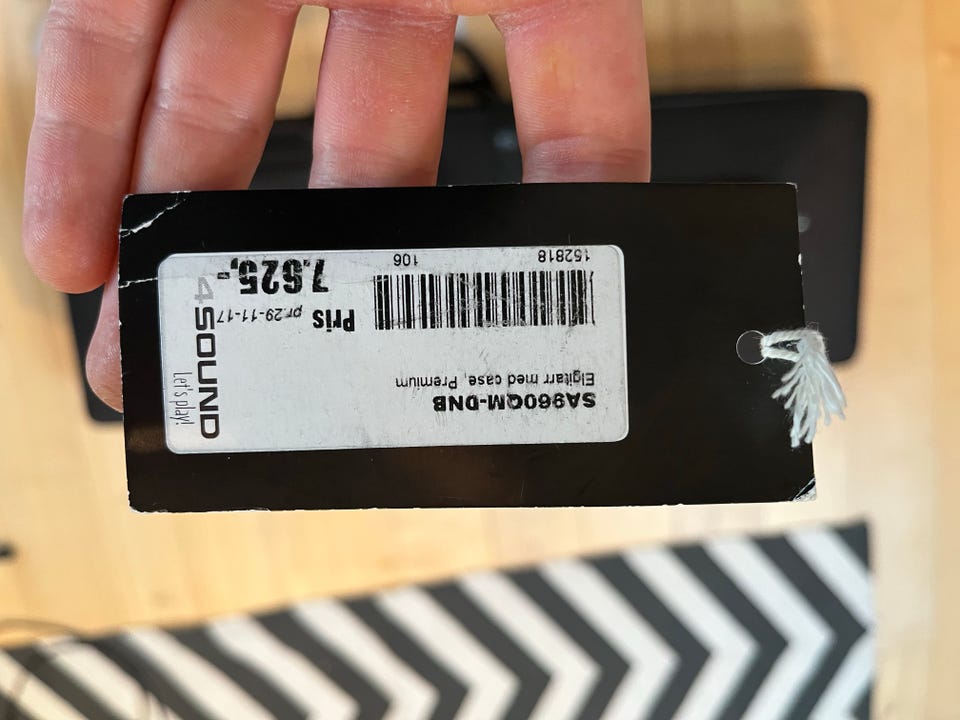 SA960QM-DNB
Elgitarr med case, Premium
Pris pr.29-11-17
7.625,-
152818 106
4SOUND
Let's play!